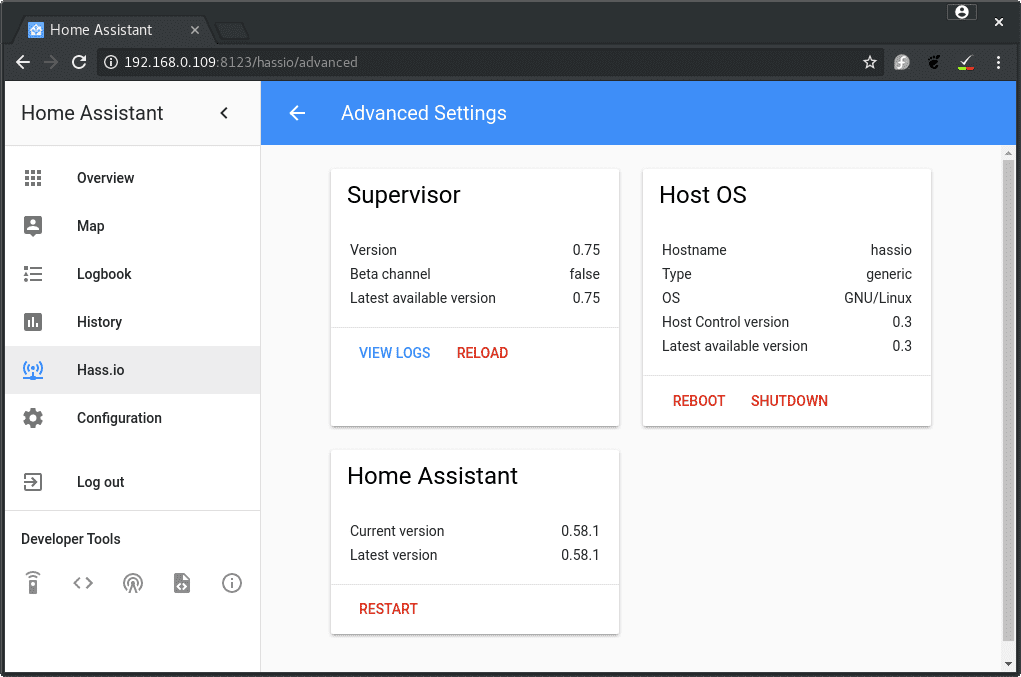 Home Assistant
192.168.0.109:8123/hassio/advanced
Home Assistant
Advanced Settings
Overview
Map
Logbook
History
Hass.io
Configuration
Log out
Developer Tools
Supervisor
Version 0.75
Beta channel false
Latest available version 0.75
VIEW LOGS RELOAD
Host OS
Hostname hassio
Type generic
OS GNU/Linux
Host Control version 0.3
Latest available version 0.3
REBOOT SHUTDOWN
Home Assistant
Current version 0.58.1
Latest version 0.58.1
RESTART